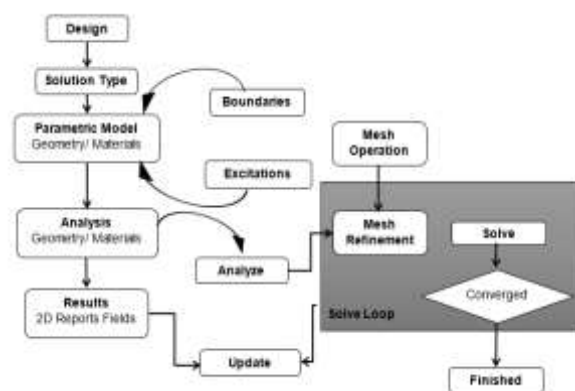 Design
Solution Type
Boundaries
Parametric Model
Geometry/ Materials
Mesh
Operation
Excitations
Analysis
Geometry/ Materials
Mesh
Refinement
Solve
Analyze
Converged
Results
2D Reports Fields
Solve Loop
Update
Finished